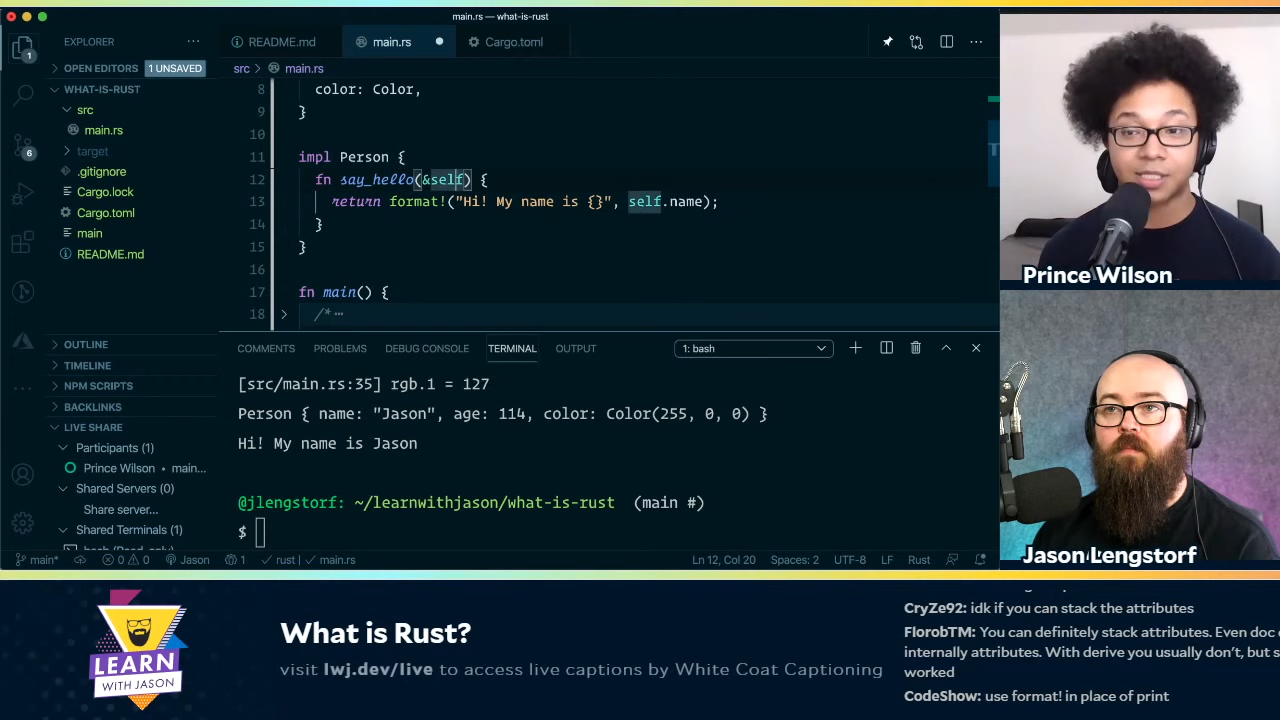 main.rs — what-is-rust
EXPLORER
README.md
main.rs
Cargo.toml
1
OPEN EDITORS 1 UNSAVED
src > main.rs
WHAT-IS-RUST
src
main.rs
target
.gitignore
Cargo.lock
Cargo.toml
main
README.md
6
8 color: Color,
9 }
10
11 impl Person {
12 fn say_hello(&self) {
13 return format!("Hi! My name is {}", self.name);
14 }
15 }
16
17 fn main() {
18 /*⋯
OUTLINE
TIMELINE
NPM SCRIPTS
BACKLINKS
LIVE SHARE
Participants (1)
Prince Wilson • main...
Shared Servers (0)
Share server...
Shared Terminals (1)
COMMENTS PROBLEMS DEBUG CONSOLE TERMINAL OUTPUT 1: bash
[src/main.rs:35] rgb.1 = 127
Person { name: "Jason", age: 114, color: Color(255, 0, 0) }
Hi! My name is Jason
@jlengstorf: ~/learnwithjason/what-is-rust (main #)
$
main* 0 0 Jason 1 rust main.rs Ln 12, Col 20 Spaces: 2 UTF-8 LF Rust
Prince Wilson
Jason Lengstorf
LEARN
WITH JASON
What is Rust?
visit lwj.dev/live to access live captions by White Coat Captioning
CryZe92: idk if you can stack the attributes
FlorobTM: You can definitely stack attributes. Even doc
internally attributes. With derive you usually don't, but s
worked
CodeShow: use format! in place of print